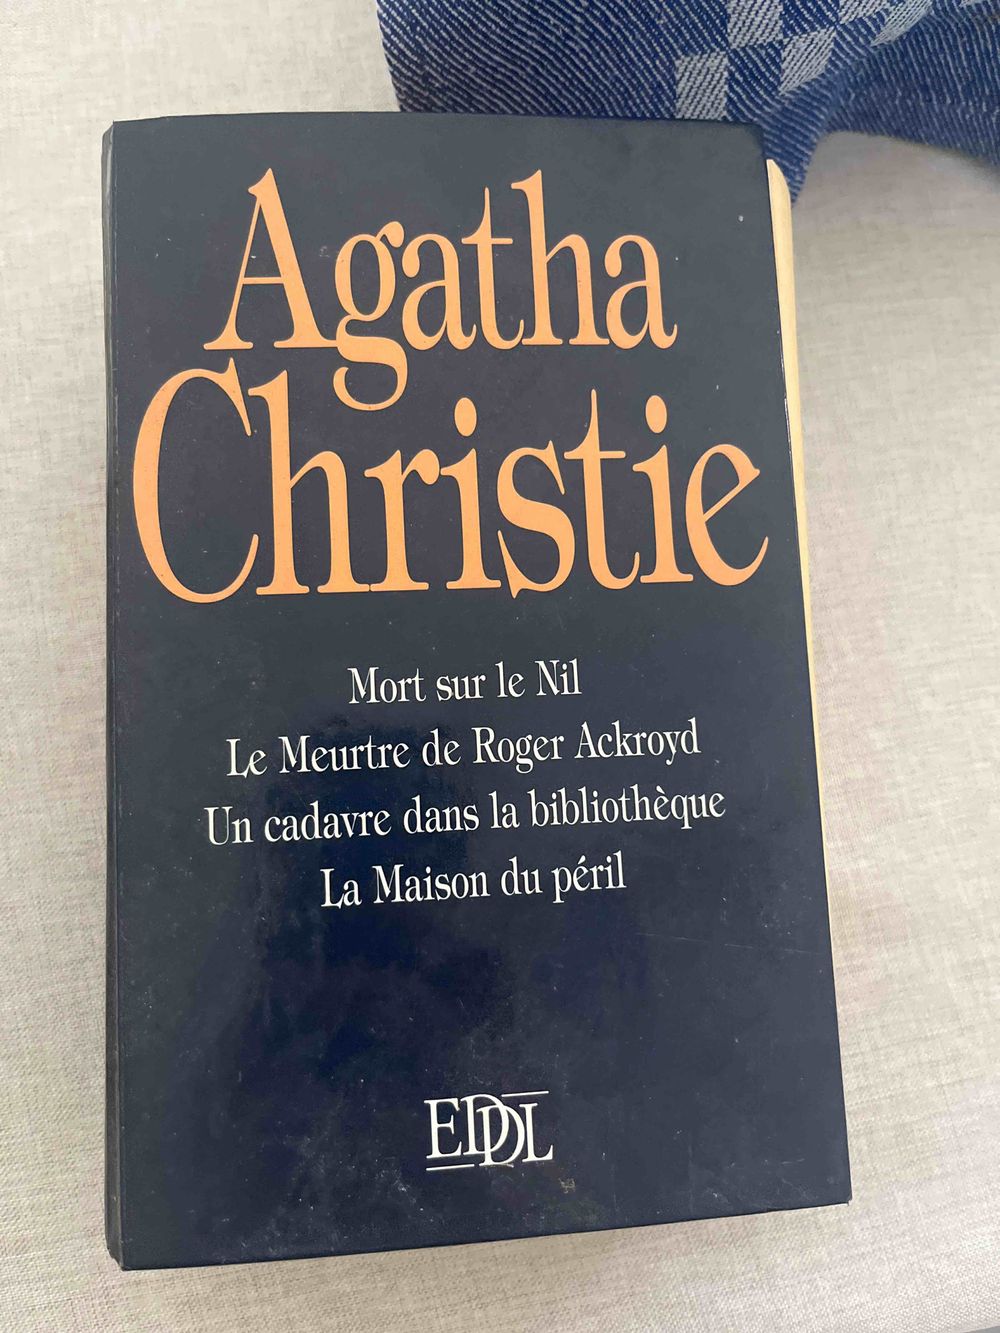 Agatha
Christie
Mort sur le Nil
Le Meurtre de Roger Ackroyd
Un cadavre dans la bibliothèque
La Maison du péril
EDDL